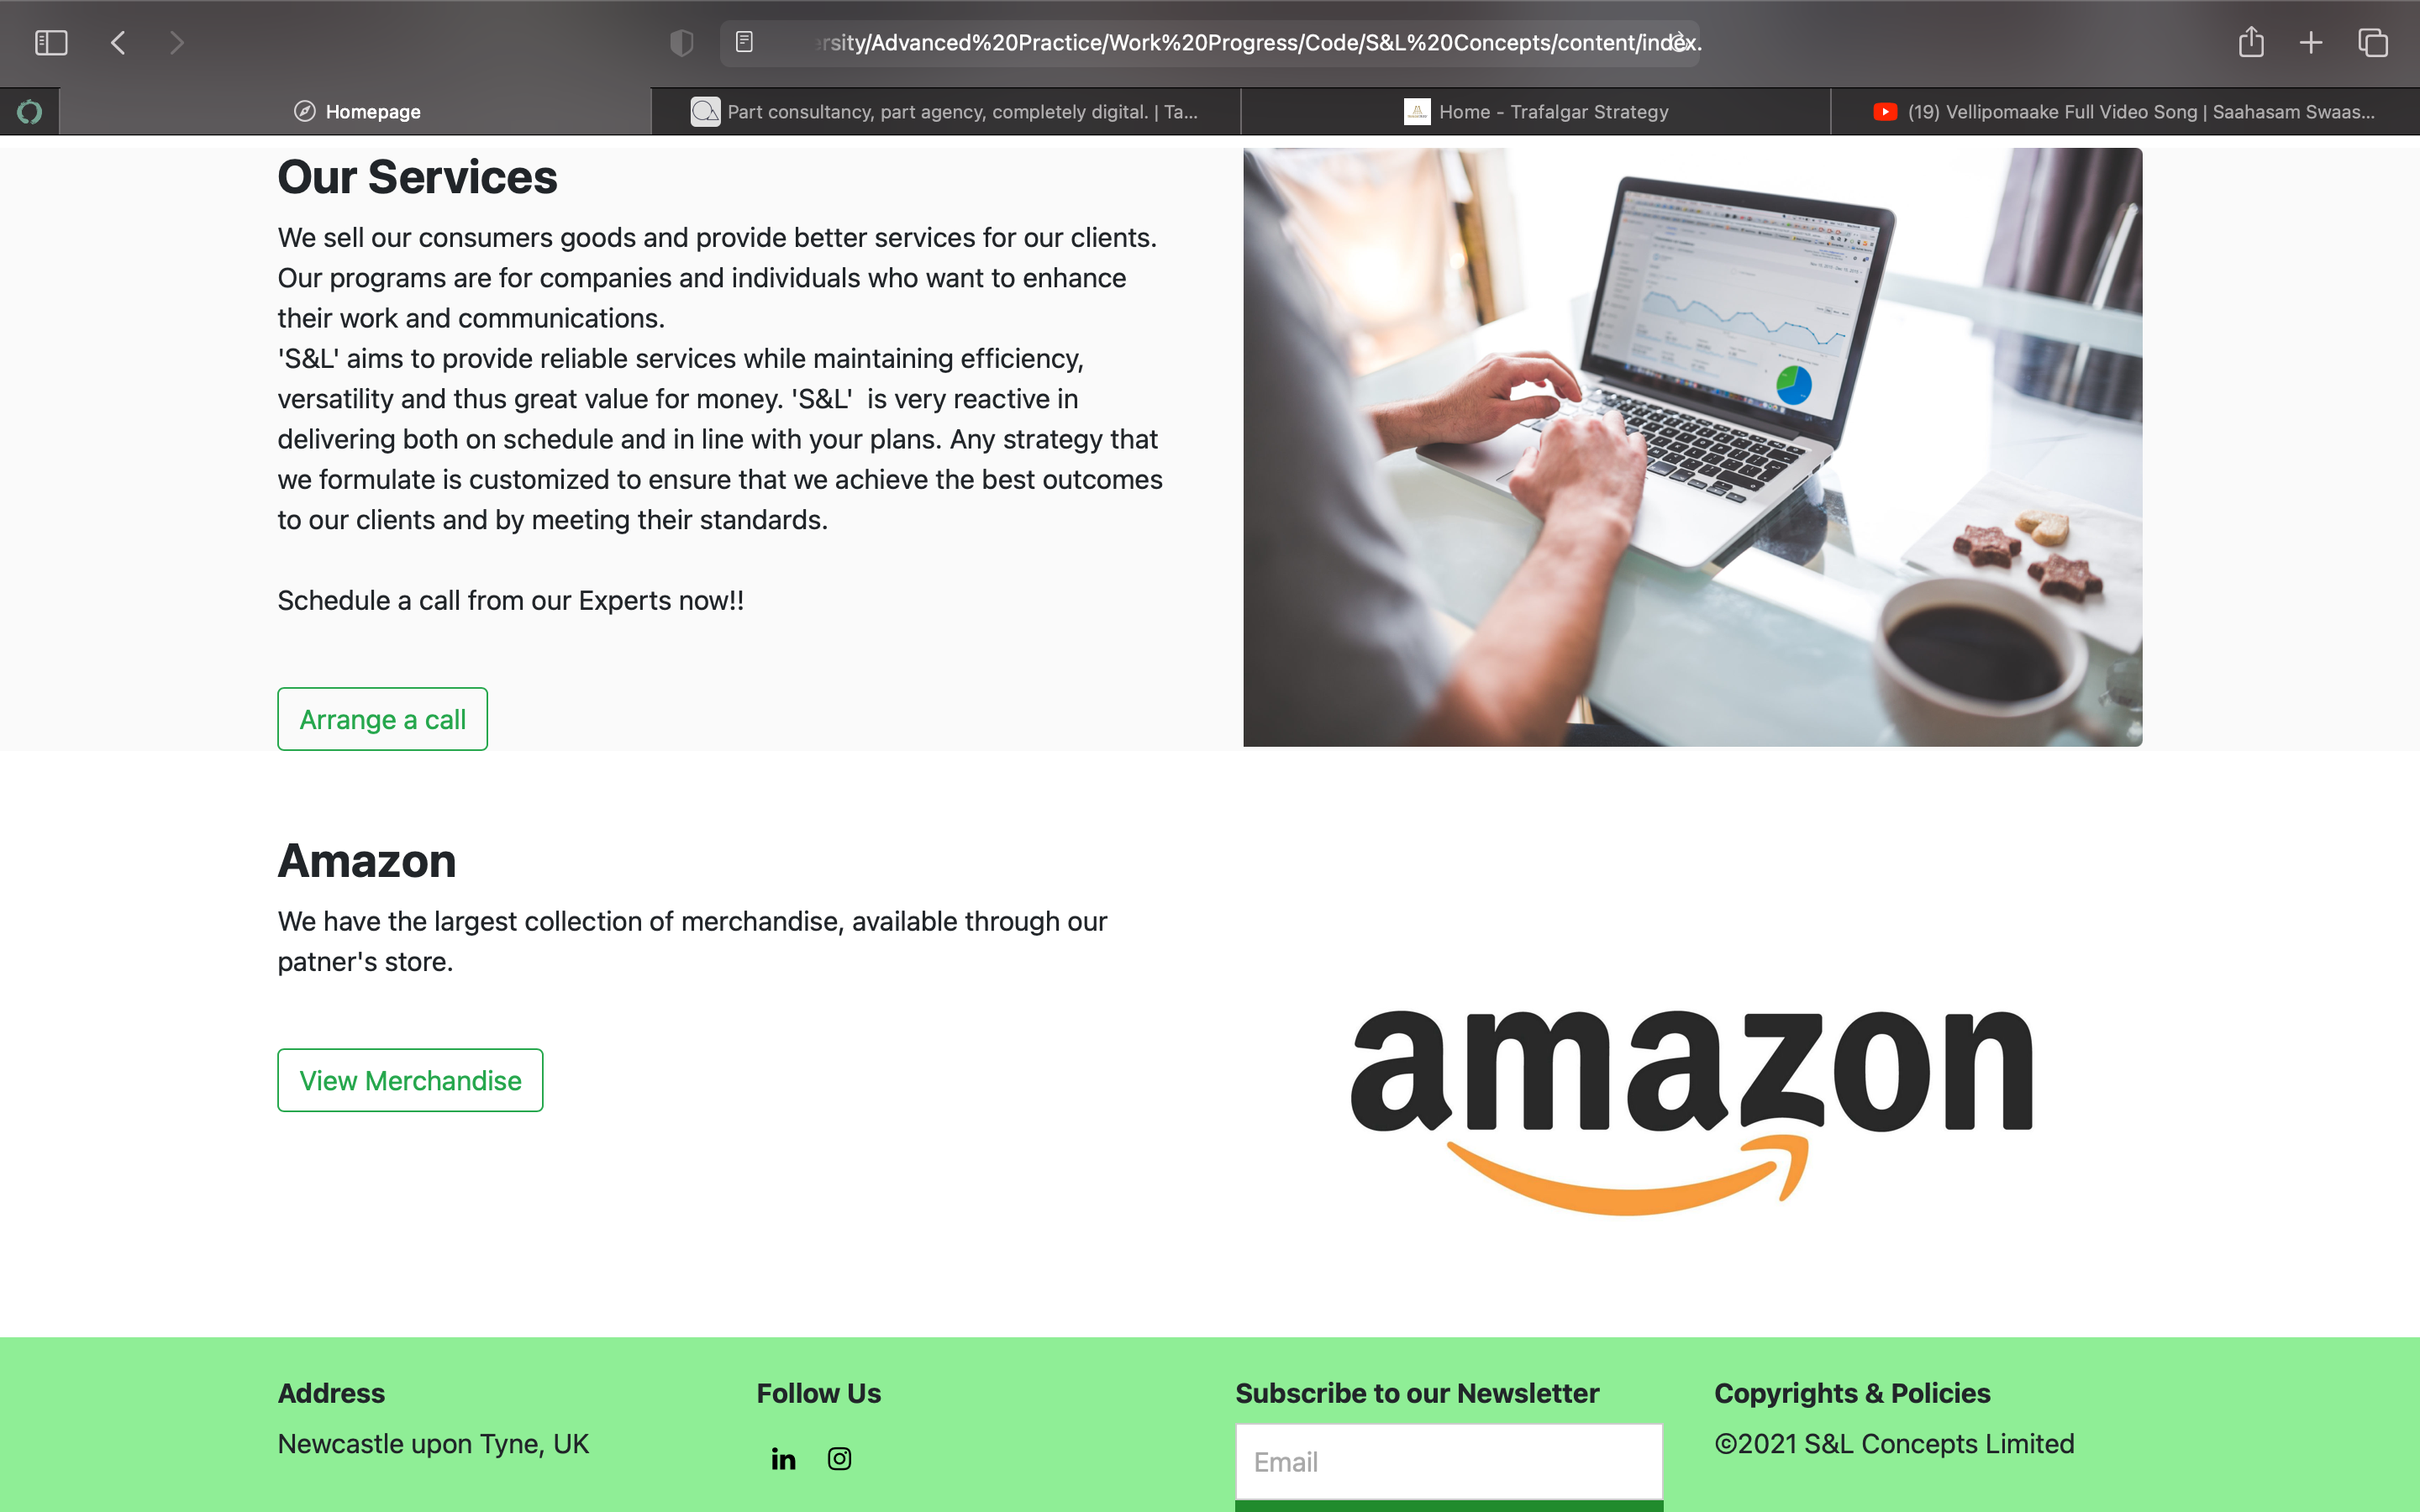 ersity/Advanced%20Practice/Work%20Progress/Code/S&L%20Concepts/content/index.
Homepage
Part consultancy, part agency, completely digital. | Ta...
Home - Trafalgar Strategy
(19) Vellipomaake Full Video Song | Saahasam Swaas...
Our Services
We sell our consumers goods and provide better services for our clients.
Our programs are for companies and individuals who want to enhance
their work and communications.
'S&L' aims to provide reliable services while maintaining efficiency,
versatility and thus great value for money. 'S&L'  is very reactive in
delivering both on schedule and in line with your plans. Any strategy that
we formulate is customized to ensure that we achieve the best outcomes
to our clients and by meeting their standards.
Schedule a call from our Experts now!!
Arrange a call
Amazon
We have the largest collection of merchandise, available through our
patner's store.
View Merchandise
amazon
Address
Newcastle upon Tyne, UK
Follow Us
in
Subscribe to our Newsletter
Email
Copyrights & Policies
©2021 S&L Concepts Limited